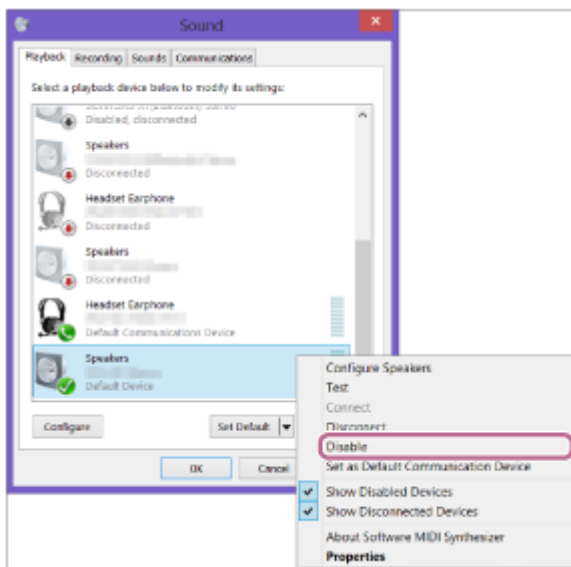 Sound
Playback Recording Sounds Communications
Select a playback device below to modify its settings:
Disabled, disconnected
Speakers
Disconnected
Headset Earphone
Disconnected
Speakers
Disconnected
Headset Earphone
Default Communications Device
Speakers
Default Device
Configure Set Default
OK Cancel
Configure Speakers
Test
Connect
Disconnect
Disable
Set as Default Communication Device
Show Disabled Devices
Show Disconnected Devices
About Software MIDI Synthesizer
Properties